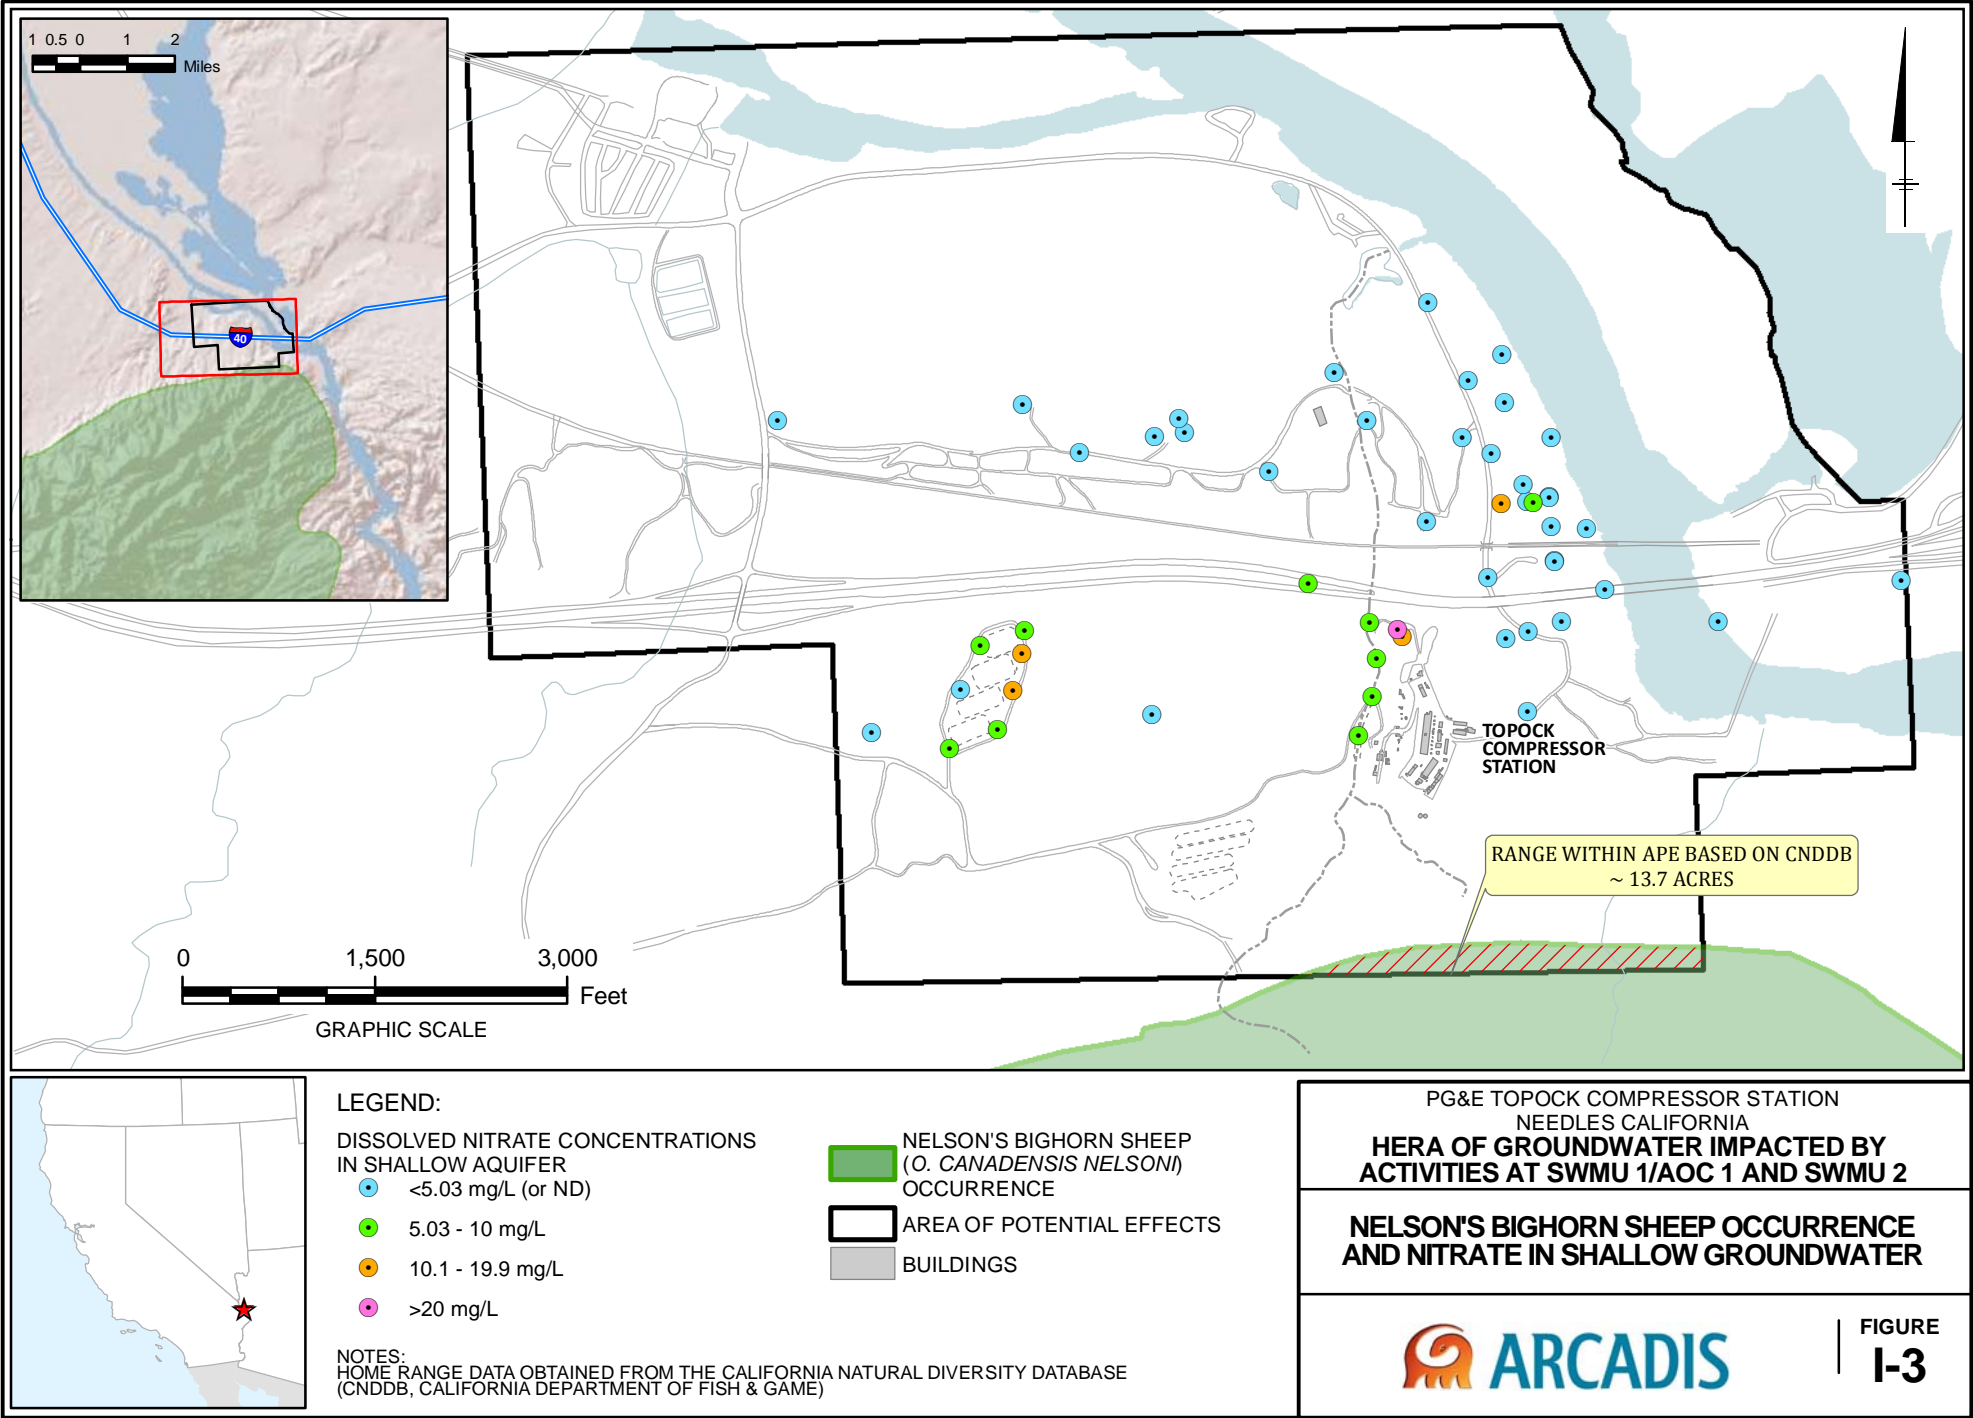 1 0.5 0 1 2
Miles
40
TOPOCK
COMPRESSOR
STATION
RANGE WITHIN APE BASED ON CNDDB
~ 13.7 ACRES
0 1,500 3,000
Feet
GRAPHIC SCALE
LEGEND:
DISSOLVED NITRATE CONCENTRATIONS
IN SHALLOW AQUIFER
<5.03 mg/L (or ND)
5.03 - 10 mg/L
10.1 - 19.9 mg/L
>20 mg/L
NELSON'S BIGHORN SHEEP
(O. CANADENSIS NELSONI)
OCCURRENCE
AREA OF POTENTIAL EFFECTS
BUILDINGS
NOTES:
HOME RANGE DATA OBTAINED FROM THE CALIFORNIA NATURAL DIVERSITY DATABASE
(CNDDB, CALIFORNIA DEPARTMENT OF FISH & GAME)
PG&E TOPOCK COMPRESSOR STATION
NEEDLES CALIFORNIA
HERA OF GROUNDWATER IMPACTED BY
ACTIVITIES AT SWMU 1/AOC 1 AND SWMU 2
NELSON'S BIGHORN SHEEP OCCURRENCE
AND NITRATE IN SHALLOW GROUNDWATER
ARCADIS
FIGURE
I-3